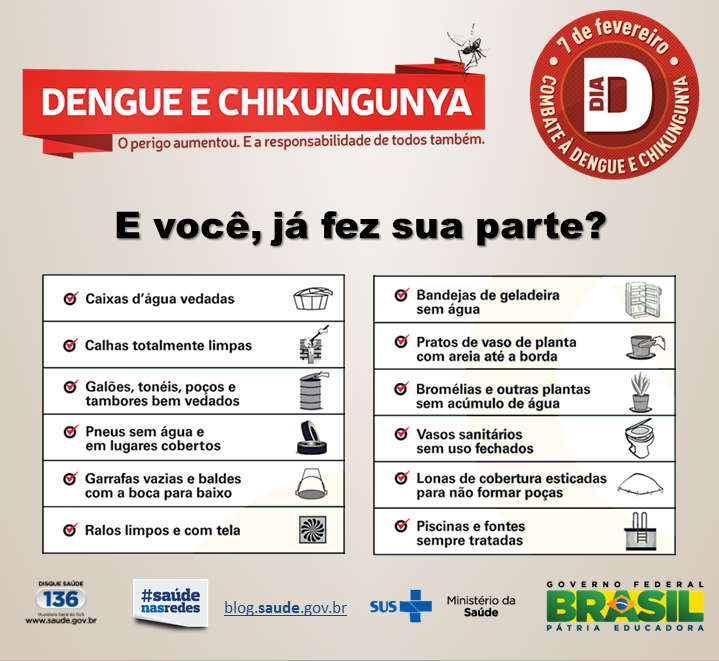 DENGUE E CHIKUNGUNYA
O perigo aumentou. E a responsabilidade de todos também.
7 de fevereiro
DIA
D
COMBATE À DENGUE E CHIKUNGUNYA
E você, já fez sua parte?
Caixas d'água vedadas
Calhas totalmente limpas
Galões, tonéis, poços e
tambores bem vedados
Pneus sem água e
em lugares cobertos
Garrafas vazias e baldes
com a boca para baixo
Ralos limpos e com tela
Bandejas de geladeira
sem água
Pratos de vaso de planta
com areia até a borda
Bromélias e outras plantas
sem acúmulo de água
Vasos sanitários
sem uso fechados
Lonas de cobertura esticadas
para não formar poças
Piscinas e fontes
sempre tratadas
DISQUE SAÚDE
136
Ouvidoria Geral do SUS
www.saude.gov.br
#saúde
nasredes
blog.saude.gov.br
SUS
Ministério da
Saúde
GOVERNO FEDERAL
BRASIL
PÁTRIA EDUCADORA